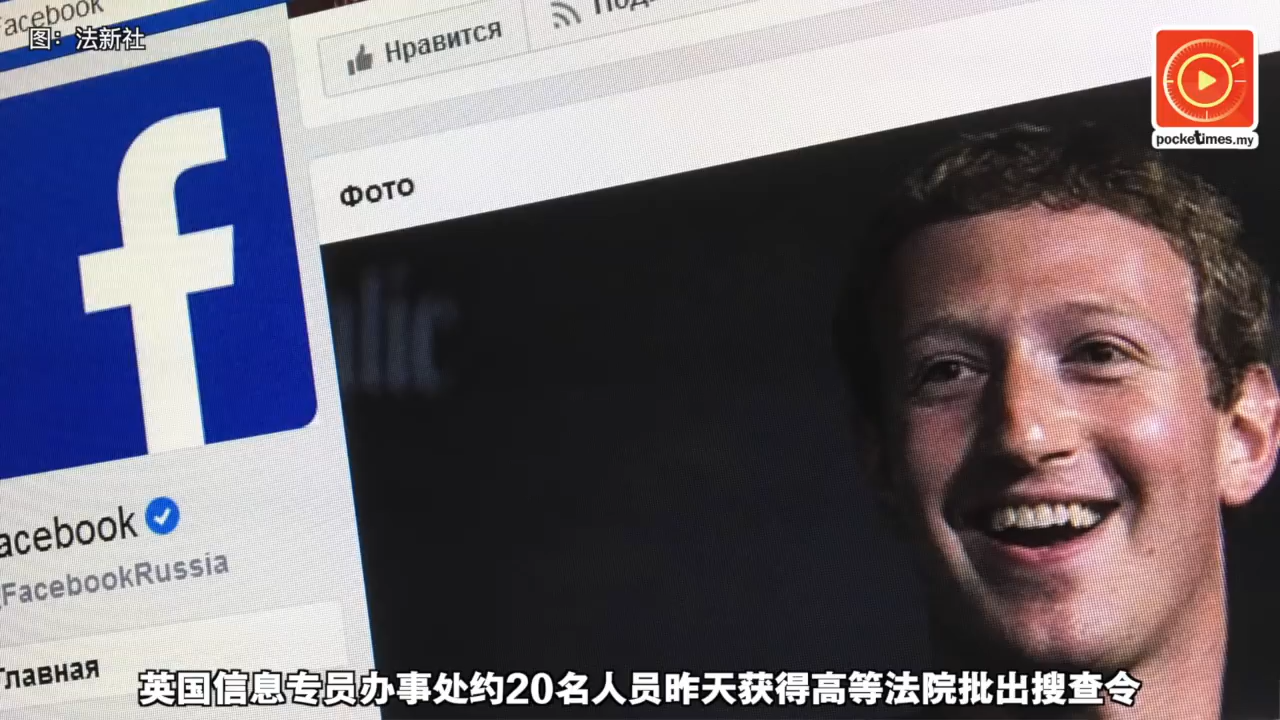 Facebook
图：法新社
Нравится
pocketimes.my
Фото
lic
acebook
FacebookRussia
Главная
英国信息专员办事处约20名人员昨天获得高等法院批出搜查令